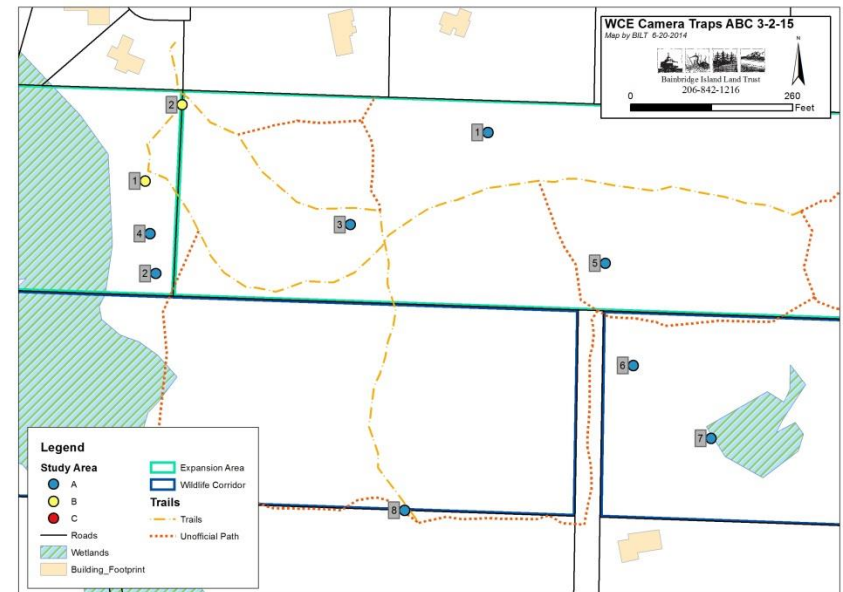 WCE Camera Traps ABC 3-2-15
Map by BILT 6-20-2014
N
Bainbridge Island Land Trust
206-842-1216
0 260
Feet
2
1
1
4
3
2
5
6
7
8
Legend
Study Area
A
B
C
Roads
Wetlands
Building_Footprint
Expansion Area
Wildlife Corridor
Trails
Trails
Unofficial Path